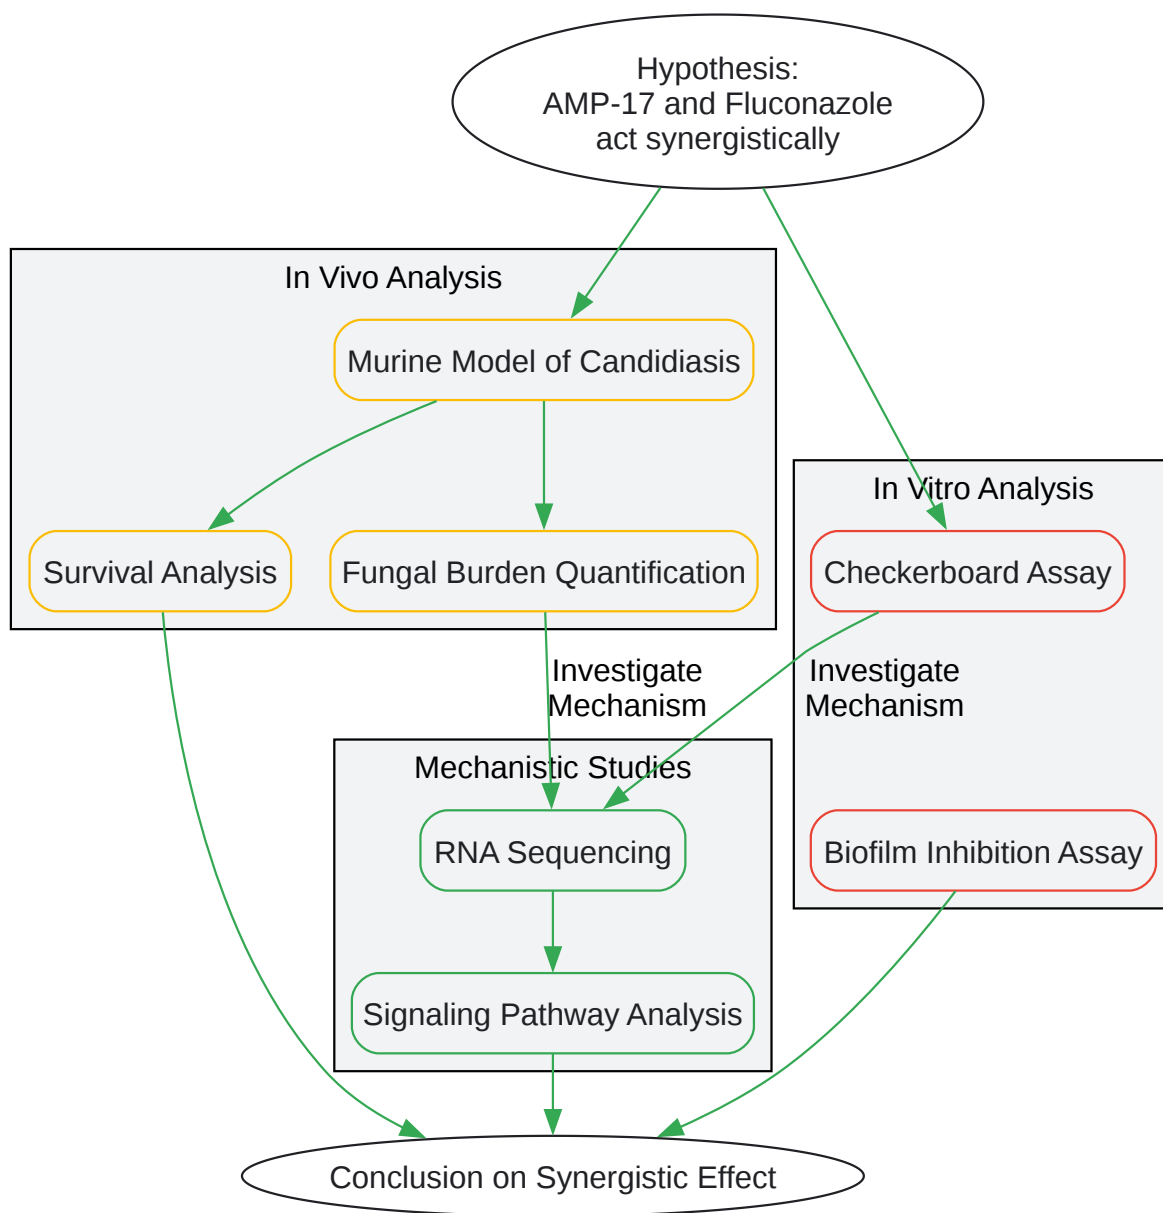 Hypothesis:
AMP-17 and Fluconazole
act synergistically
In Vivo Analysis
Murine Model of Candidiasis
In Vitro Analysis
Survival Analysis
Fungal Burden Quantification
Checkerboard Assay
Investigate
Mechanism
Investigate
Mechanism
Mechanistic Studies
RNA Sequencing
Biofilm Inhibition Assay
Signaling Pathway Analysis
Conclusion on Synergistic Effect